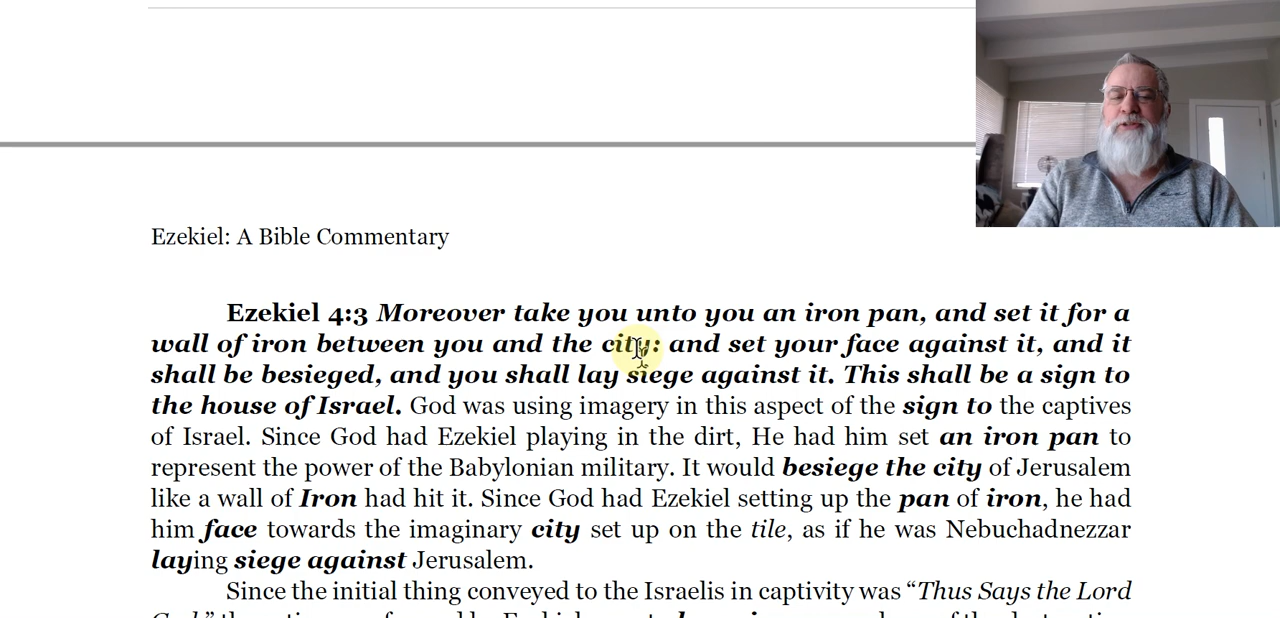 Ezekiel: A Bible Commentary
Ezekiel 4:3 Moreover take you unto you an iron pan, and set it for a
wall of iron between you and the city: and set your face against it, and it
shall be besieged, and you shall lay siege against it. This shall be a sign to
the house of Israel. God was using imagery in this aspect of the sign to the captives
of Israel. Since God had Ezekiel playing in the dirt, He had him set an iron pan to
represent the power of the Babylonian military. It would besiege the city of Jerusalem
like a wall of Iron had hit it. Since God had Ezekiel setting up the pan of iron, he had
him face towards the imaginary city set up on the tile, as if he was Nebuchadnezzar
laying siege against Jerusalem.
Since the initial thing conveyed to the Israelis in captivity was “Thus Says the Lord